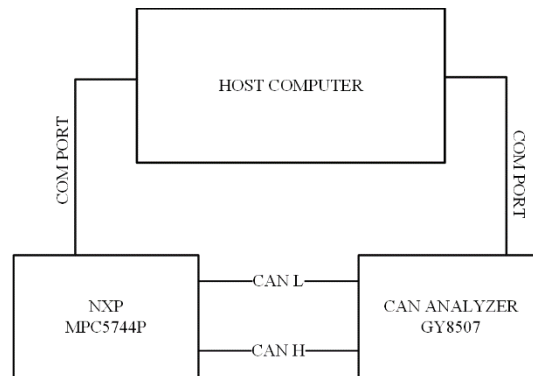 HOST COMPUTER
COM PORT
COM PORT
CAN L
NXP
MPC5744P
CAN ANALYZER
GY8507
CAN H